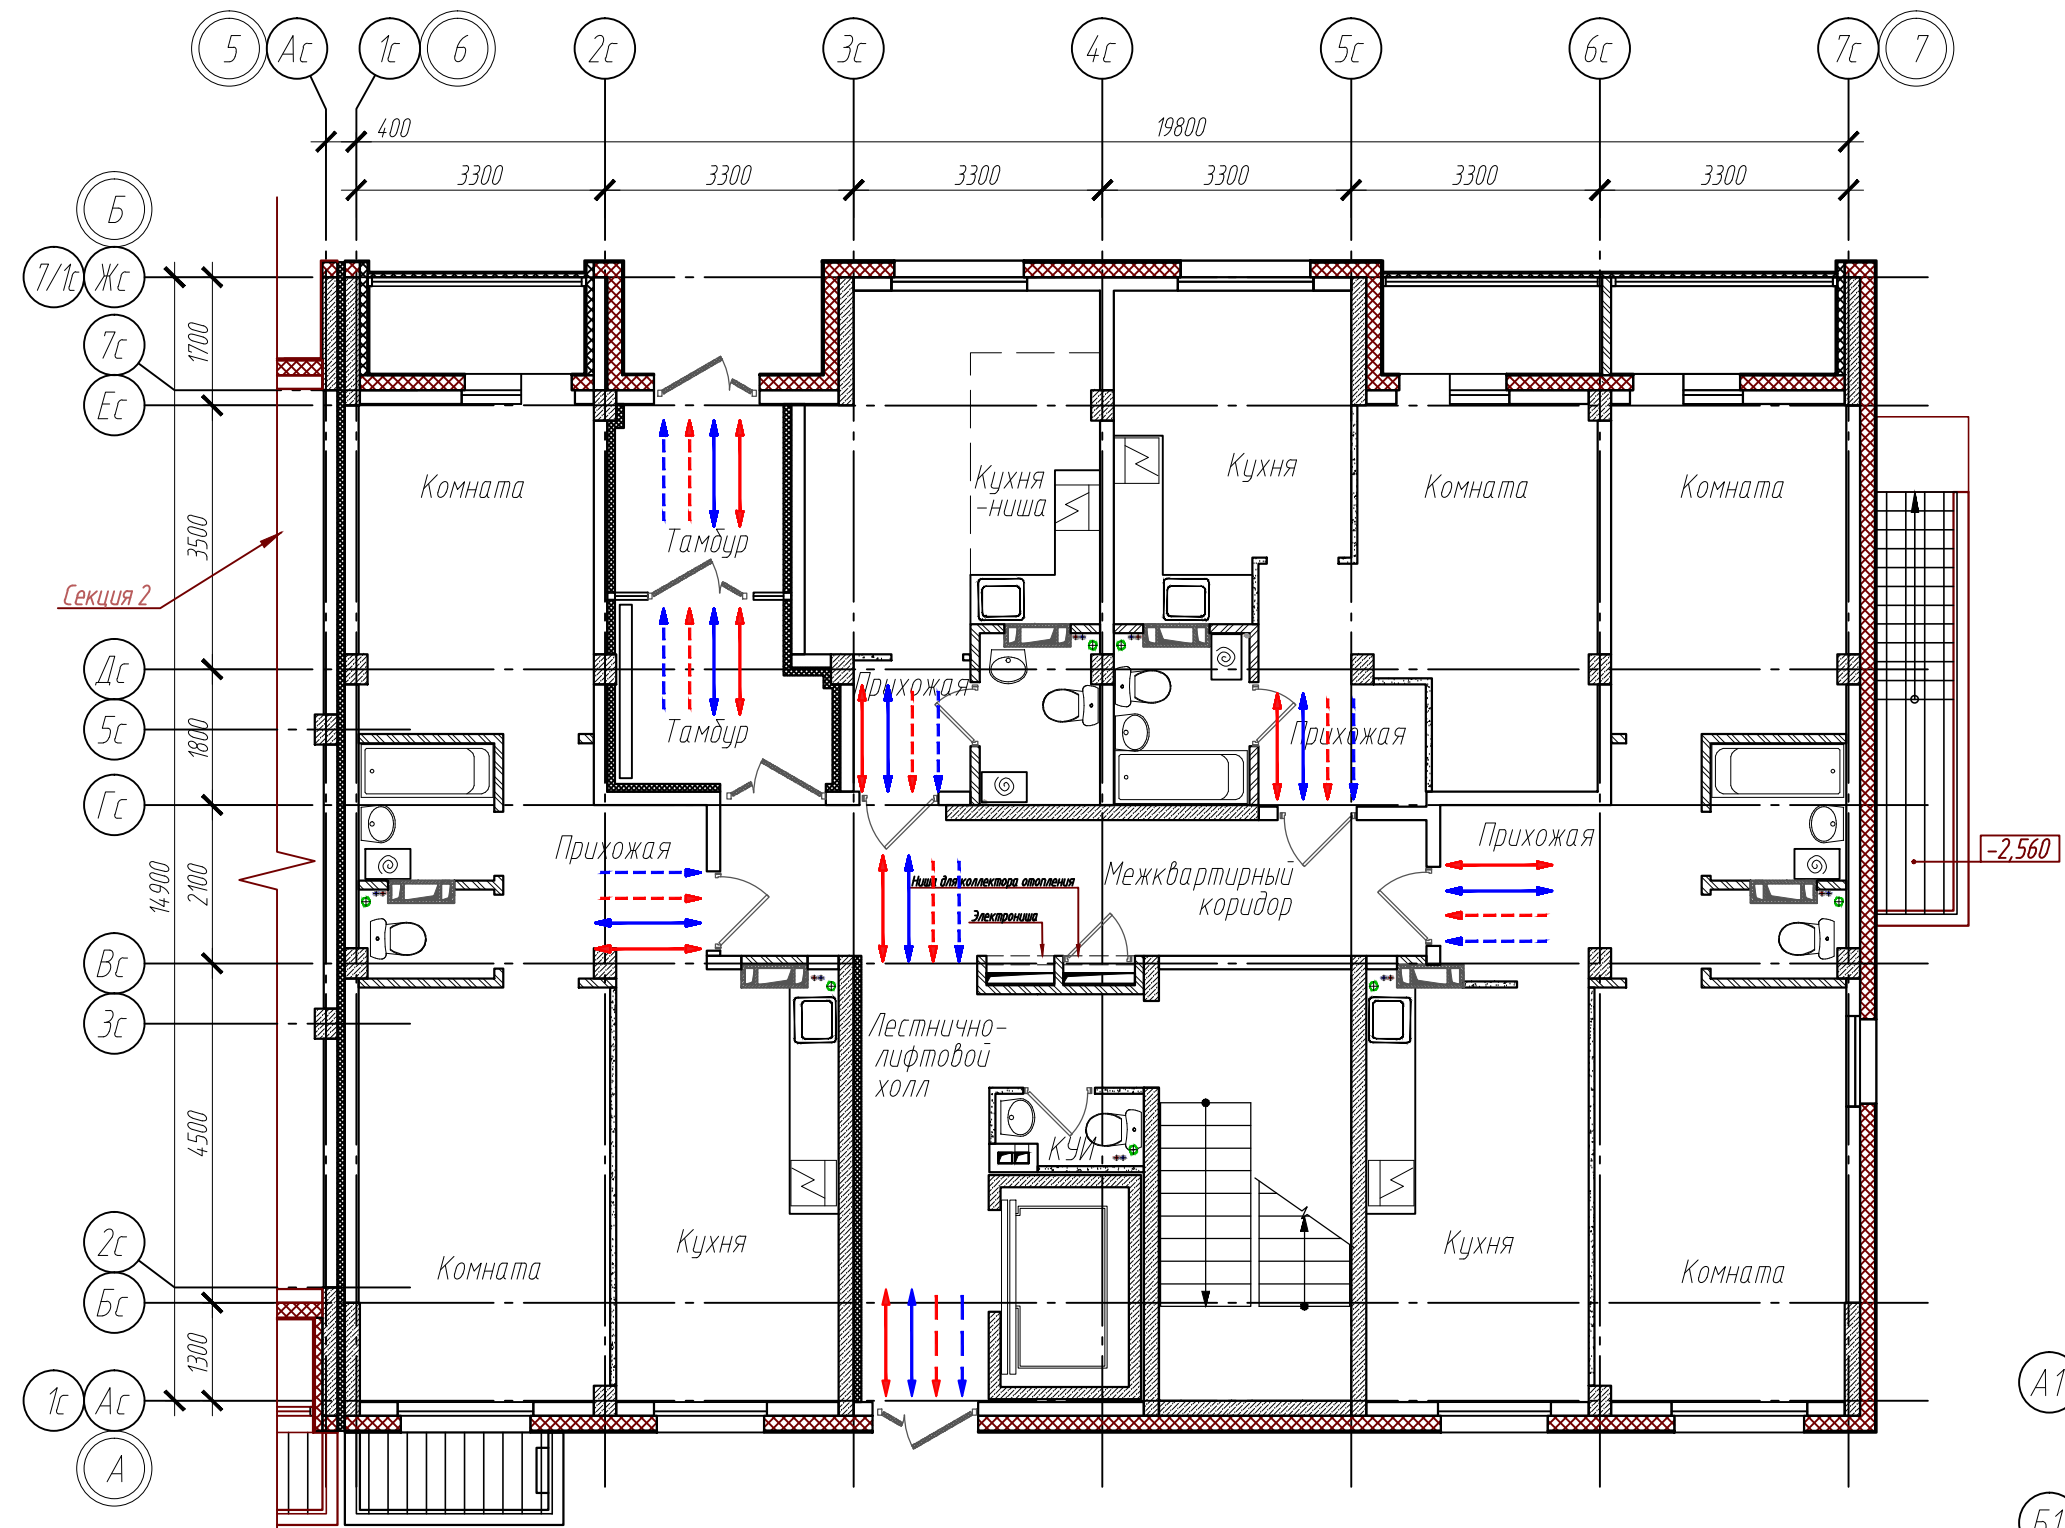 5 Ас 1с 6 2с 3с 4с 5с 6с 7с 7
400 19800
3300 3300 3300 3300 3300 3300
Б
7/1с Жс
7с
Ес
Дс
5с
Гс
Вс
3с
2с
Бс
1с Ас
А
1700
3500
1800
2100
14900
4500
1300
Секция 2
Комната
Тамбур
Кухня
-ниша
Кухня
Комната
Комната
Тамбур
Прихожая
Прихожая
Прихожая
Прихожая
Межквартирный
коридор
Ниша для коллектора отопления
Электрониша
-2,560
Лестнично-
лифтовой
холл
КУИ
Комната
Кухня
Кухня
Комната
А1
Б1